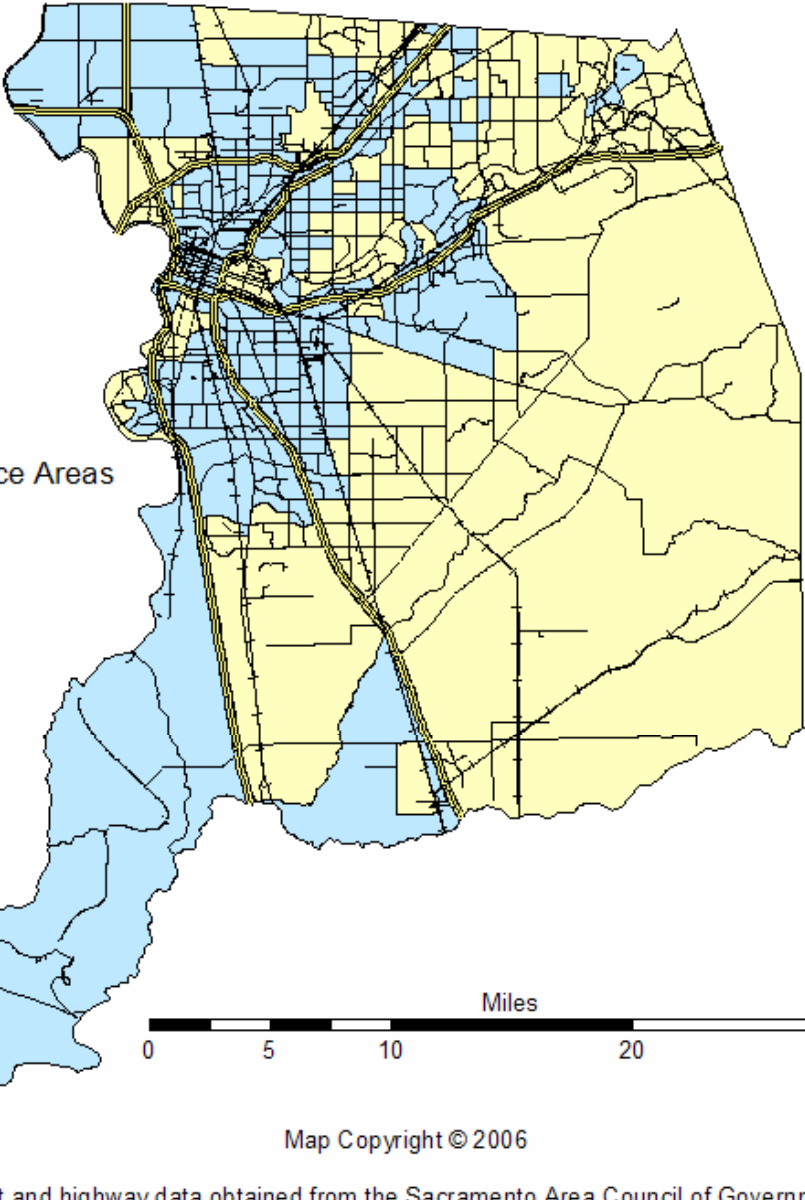 ce Areas
Miles
0 5 10 20
Map Copyright © 2006
t and highway data obtained from the Sacramento Area Council of Govern